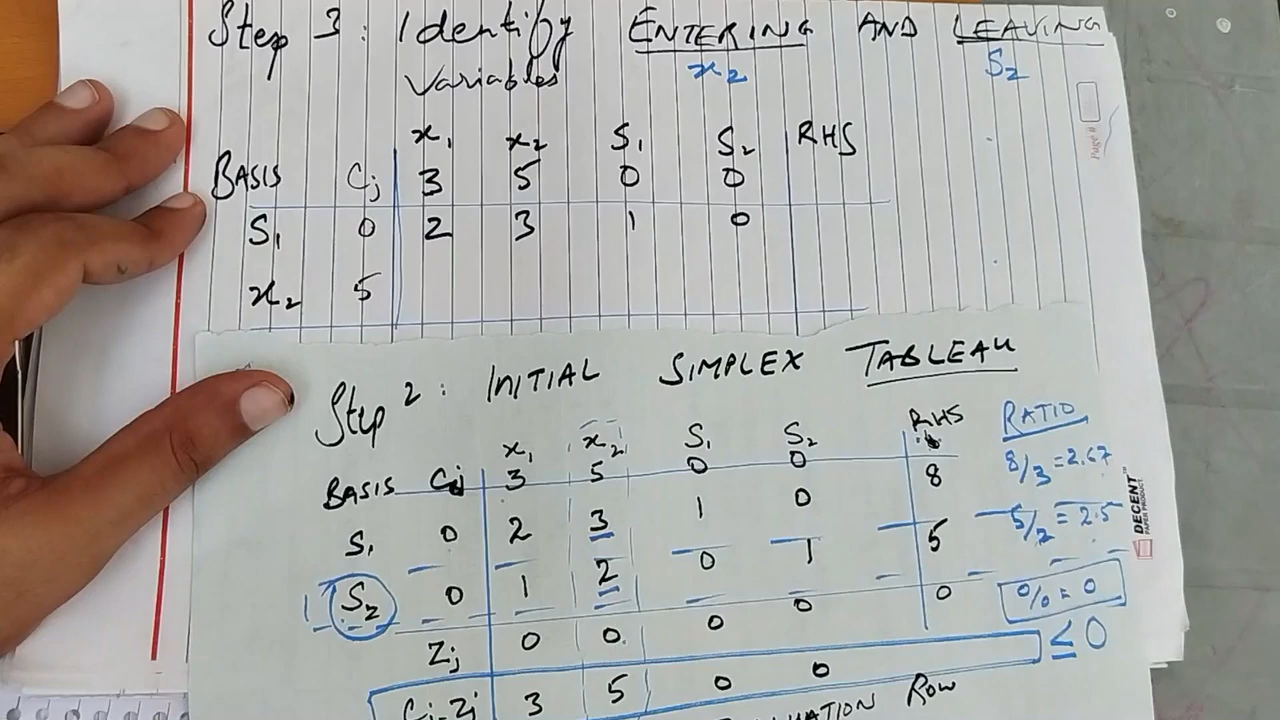 Step 3: Identify ENTERING AND LEAVING
variables x₂ S₂
x₁ x₂ S₁ S₂ RHS
BASIS Cj 3 5 0 0
S₁ 0 2 3 1 0
x₂ 5
Page #
Step 2: INITIAL SIMPLEX TABLEAU
x₁ x₂ S₁ S₂ RHS RATIO
BASIS Cj 3 5 0 0
S₁ 0 2 3 1 0 8 8/3 = 2.67
S₂ 0 1 2 0 1 5 5/2 = 2.5
Zj 0 0 0 0 0 0/0 = 0
Cj-Zj 3 5 0 0 ≤0
Row
DECENT
PAPER PRODUCT